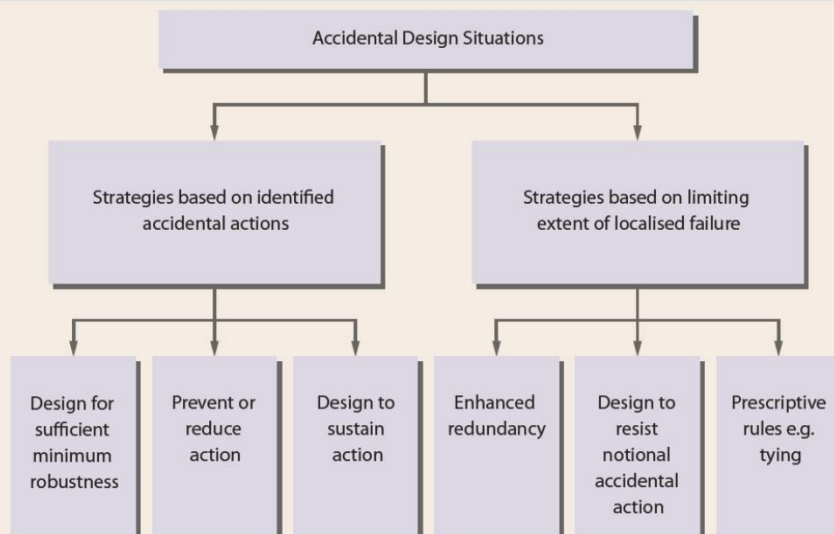 Accidental Design Situations
Strategies based on identified
accidental actions
Strategies based on limiting
extent of localised failure
Design for
sufficient
minimum
robustness
Prevent or
reduce
action
Design to
sustain
action
Enhanced
redundancy
Design to
resist
notional
accidental
action
Prescriptive
rules e.g.
tying